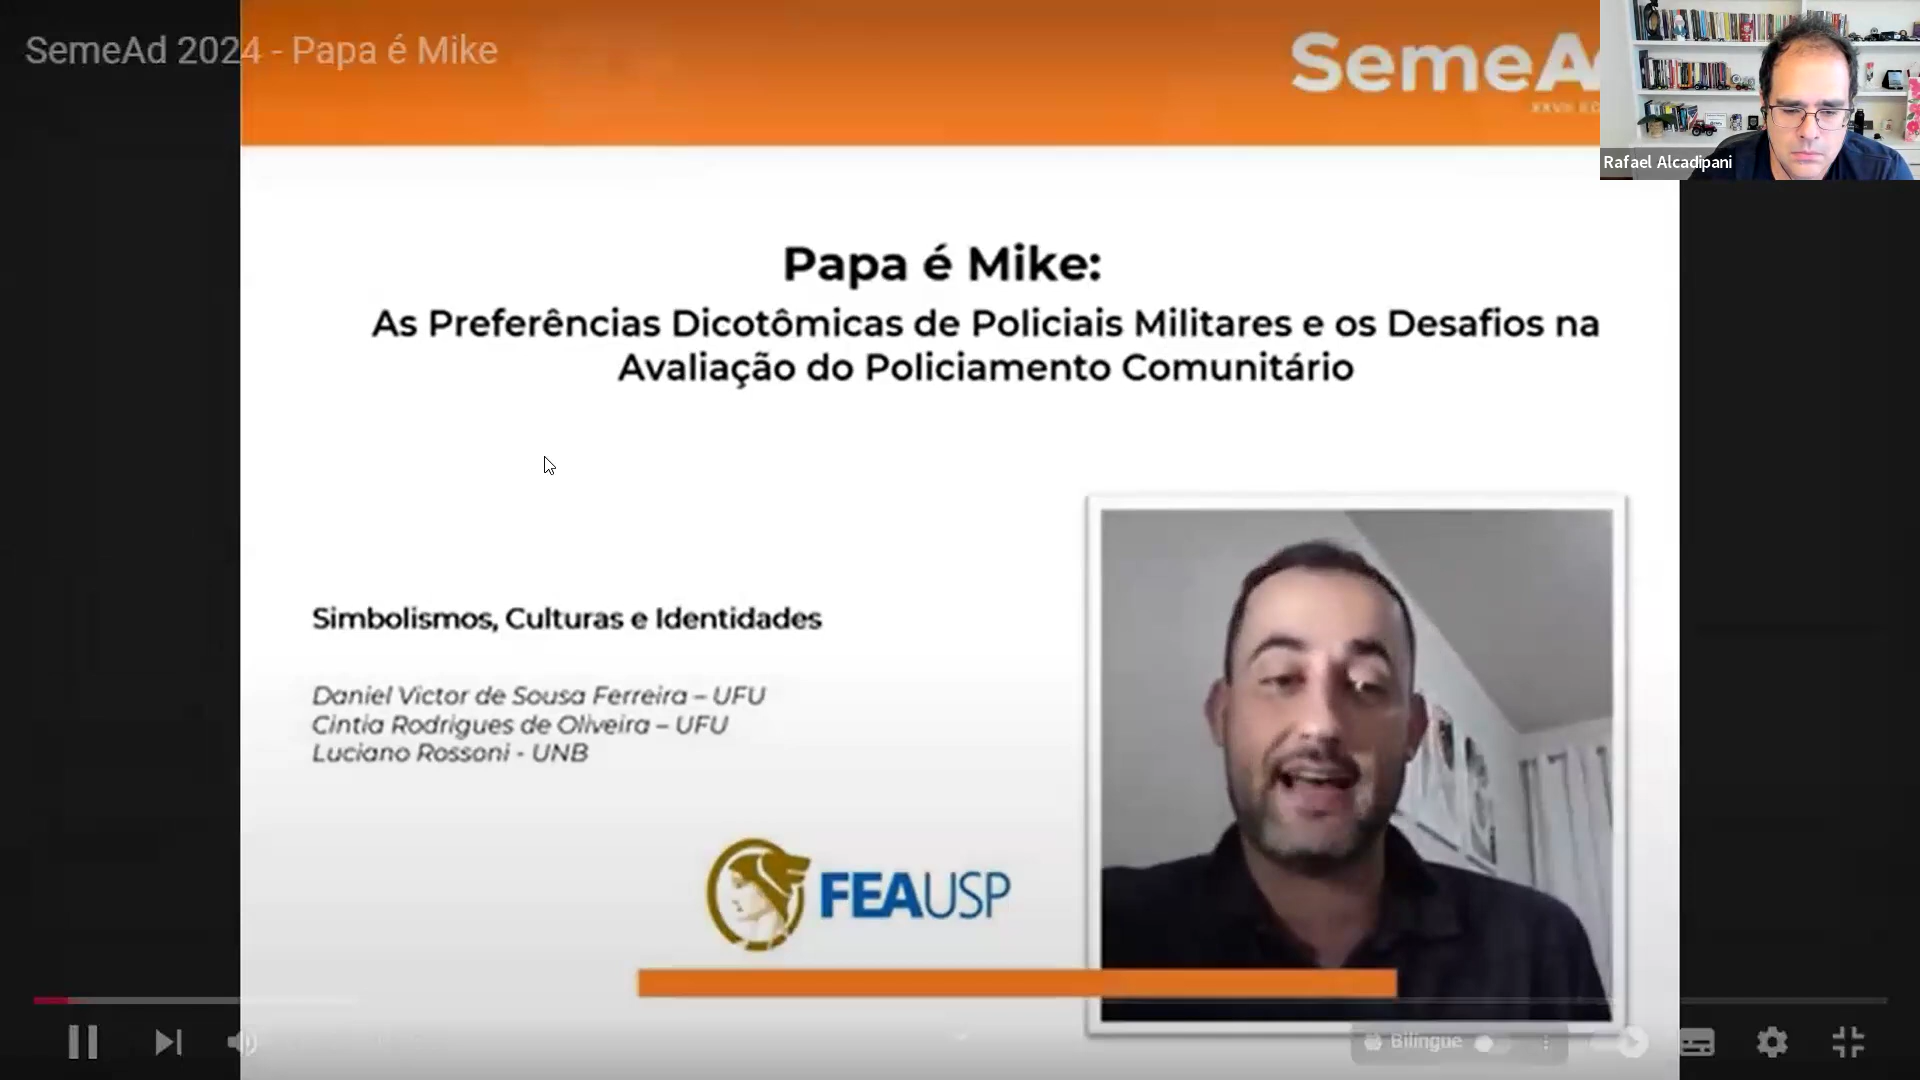 SemeAd 2024 - Papa é Mike
SemeA
Rafael Alcadipani
Papa é Mike:
As Preferências Dicotômicas de Policiais Militares e os Desafios na
Avaliação do Policiamento Comunitário
Simbolismos, Culturas e Identidades
Daniel Victor de Sousa Ferreira – UFU
Cintia Rodrigues de Oliveira – UFU
Luciano Rossoni - UNB
FEAUSP
Bilíngue